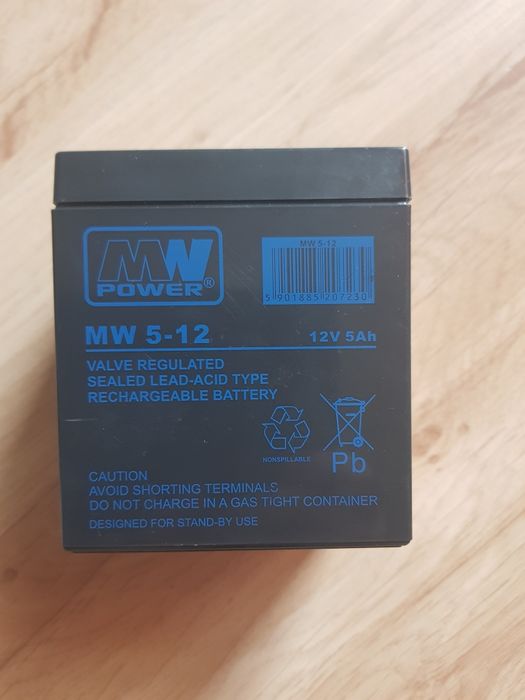 MW
POWER®
MW 5-12
5 901885 207230
MW 5-12
12V 5Ah
VALVE REGULATED
SEALED LEAD-ACID TYPE
RECHARGEABLE BATTERY
NONSPILLABLE
Pb
CAUTION
AVOID SHORTING TERMINALS
DO NOT CHARGE IN A GAS TIGHT CONTAINER
DESIGNED FOR STAND-BY USE